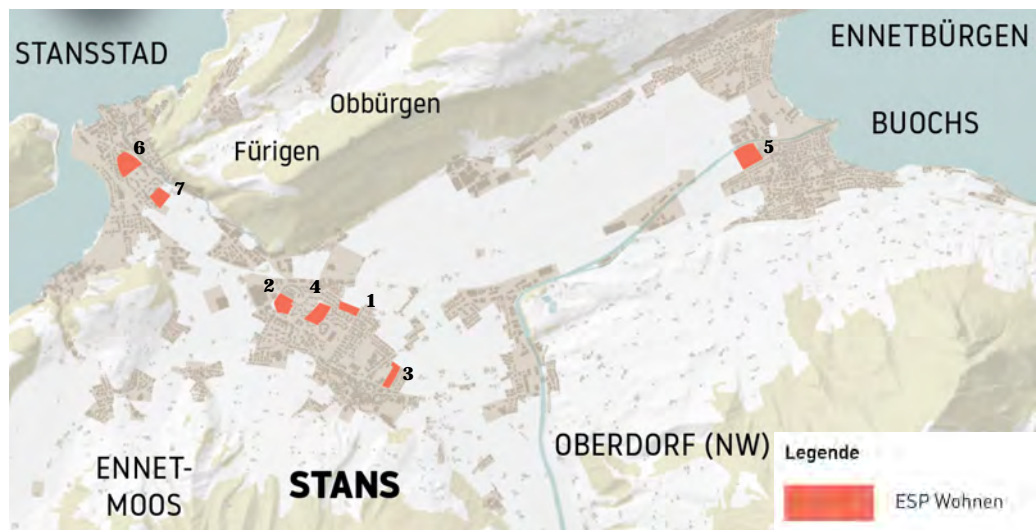 STANSSTAD
ENNETBÜRGEN
Obbürgen
BUOCHS
Fürigen
6
5
7
2
4
1
3
OBERDORF (NW)
Legende
ENNET-
MOOS
STANS
ESP Wohnen